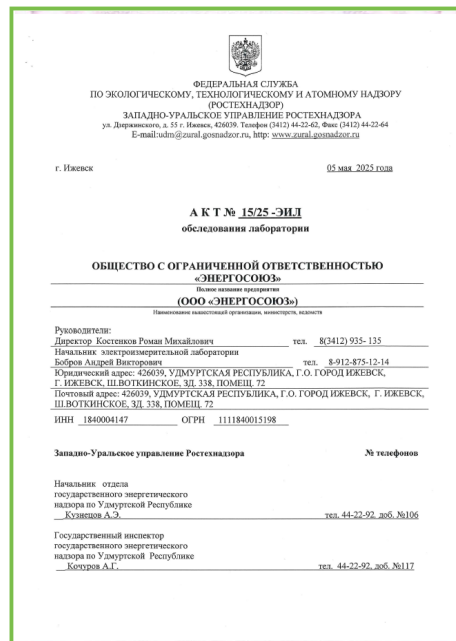 ФЕДЕРАЛЬНАЯ СЛУЖБА
ПО ЭКОЛОГИЧЕСКОМУ, ТЕХНОЛОГИЧЕСКОМУ И АТОМНОМУ НАДЗОРУ
(РОСТЕХНАДЗОР)
ЗАПАДНО-УРАЛЬСКОЕ УПРАВЛЕНИЕ РОСТЕХНАДЗОРА
ул. Дзержинского, д. 55 г. Ижевск, 426039. Телефон (3412) 44-22-62, Факс (3412) 44-22-64
E-mail:udm@zural.gosnadzor.ru, http: www.zural.gosnadzor.ru
г. Ижевск 05 мая 2025 года
А К Т № 15/25 -ЭИЛ
обследования лаборатории
ОБЩЕСТВО С ОГРАНИЧЕННОЙ ОТВЕТСТВЕННОСТЬЮ
«ЭНЕРГОСОЮЗ»
Полное название предприятия
(ООО «ЭНЕРГОСОЮЗ»)
Наименование вышестоящей организации, министерств, ведомств
Руководители:
Директор Костенков Роман Михайлович тел. 8(3412) 935- 135
Начальник электроизмерительной лаборатории
Бобров Андрей Викторович тел. 8-912-875-12-14
Юридический адрес: 426039, УДМУРТСКАЯ РЕСПУБЛИКА, Г.О. ГОРОД ИЖЕВСК,
Г. ИЖЕВСК, Ш.ВОТКИНСКОЕ, ЗД. 338, ПОМЕЩ. 72
Почтовый адрес: 426039, УДМУРТСКАЯ РЕСПУБЛИКА, Г.О. ГОРОД ИЖЕВСК, Г. ИЖЕВСК,
Ш.ВОТКИНСКОЕ, ЗД. 338, ПОМЕЩ. 72
ИНН 1840004147 ОГРН 1111840015198
Западно-Уральское управление Ростехнадзора № телефонов
Начальник отдела
государственного энергетического
надзора по Удмуртской Республике
Кузнецов А.Э. тел. 44-22-92, доб. №106
Государственный инспектор
государственного энергетического
надзора по Удмуртской Республике
Кочуров А.Г. тел. 44-22-92, доб. №117